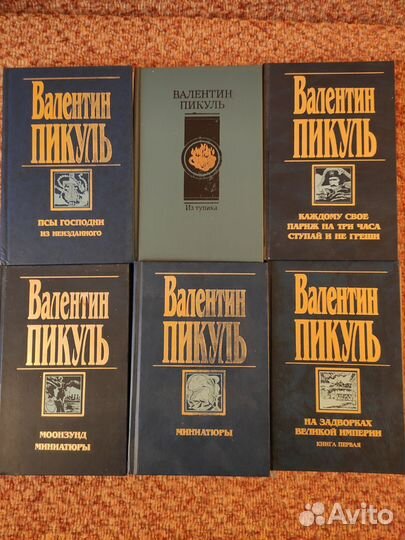 Валентин
ПИКУЛЬ
ПСЫ ГОСПОДНИ
ИЗ НЕИЗДАННОГО
ВАЛЕНТИН
ПИКУЛЬ
Из тупика
Валентин
ПИКУЛЬ
КАЖДОМУ СВОЕ
ПАРИЖ НА ТРИ ЧАСА
СТУПАЙ И НЕ ГРЕШИ
Валентин
ПИКУЛЬ
МООНЗУНД
МИНИАТЮРЫ
Валентин
ПИКУЛЬ
МИНИАТЮРЫ
Валентин
ПИКУЛЬ
НА ЗАДВОРКАХ
ВЕЛИКОЙ ИМПЕРИИ
КНИГА ПЕРВАЯ
Avito